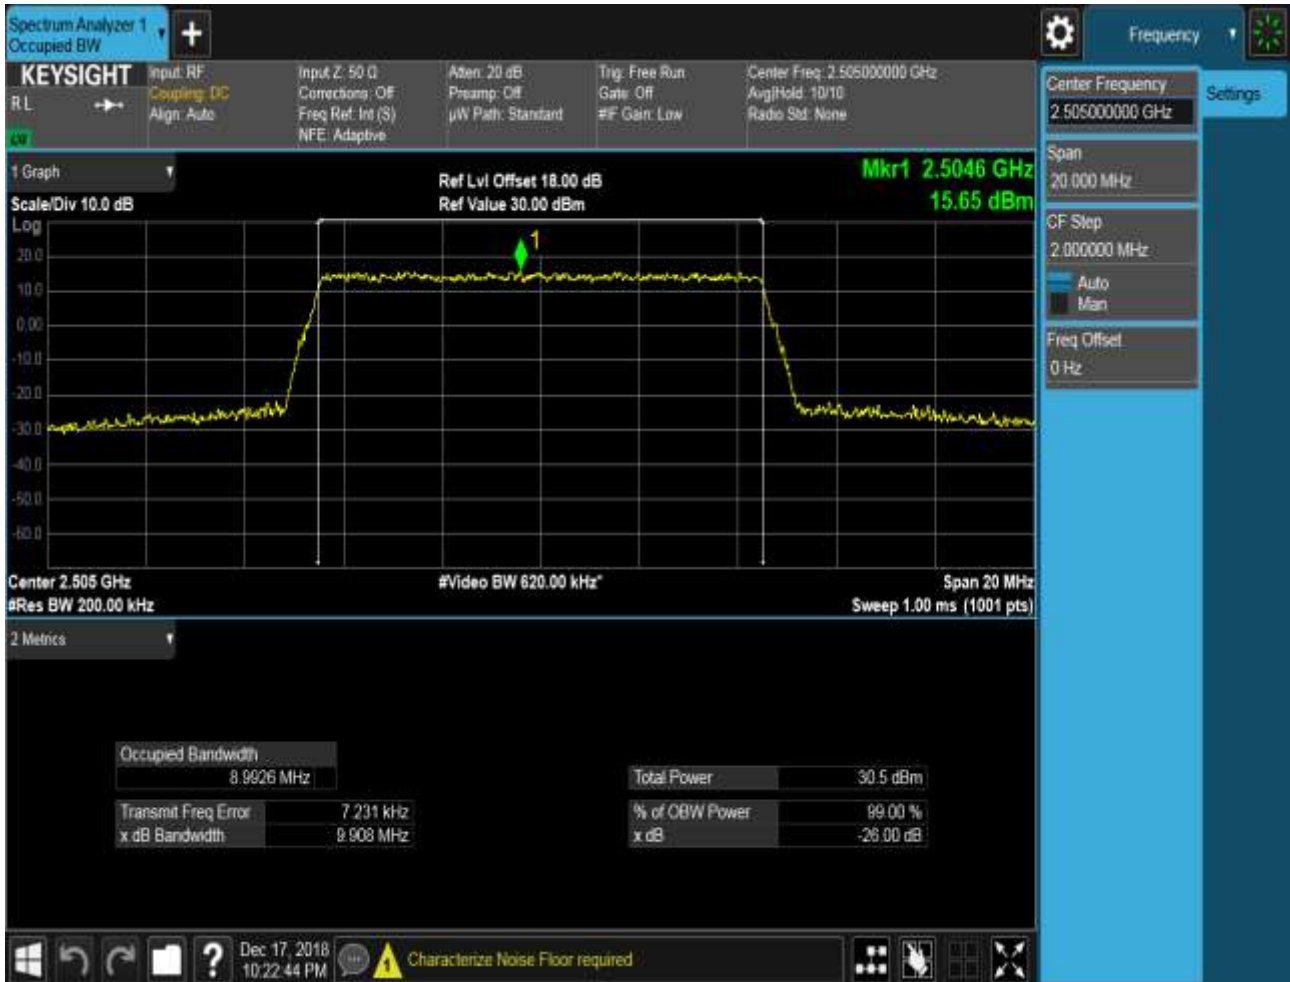 Spectrum Analyzer 1
Occupied BW
Frequency
KEYSIGHT
RL
Input: RF
Coupling: DC
Align: Auto
Input Z: 50 Ω
Corrections: Off
Freq Ref: Int (S)
NFE: Adaptive
Atten: 20 dB
Preamp: Off
µW Path: Standard
Trig: Free Run
Gate: Off
#IF Gain: Low
Center Freq: 2.505000000 GHz
Avg|Hold: 10/10
Radio Std: None
Center Frequency
2.505000000 GHz
Settings
Span
20.000 MHz
CF Step
2.000000 MHz
Auto
Man
Freq Offset
0 Hz
1 Graph
Scale/Div 10.0 dB
Ref Lvl Offset 18.00 dB
Ref Value 30.00 dBm
Mkr1 2.5046 GHz
15.65 dBm
Log
1
20.0
10.0
0.00
-10.0
-20.0
-30.0
-40.0
-50.0
-60.0
Center 2.505 GHz
#Res BW 200.00 kHz
#Video BW 620.00 kHz*
Span 20 MHz
Sweep 1.00 ms (1001 pts)
2 Metrics
Occupied Bandwidth
8.9926 MHz
Transmit Freq Error 7.231 kHz
x dB Bandwidth 9.908 MHz
Total Power 30.5 dBm
% of OBW Power 99.00 %
x dB -26.00 dB
?
Dec 17, 2018
10:22:44 PM
1
Characterize Noise Floor required